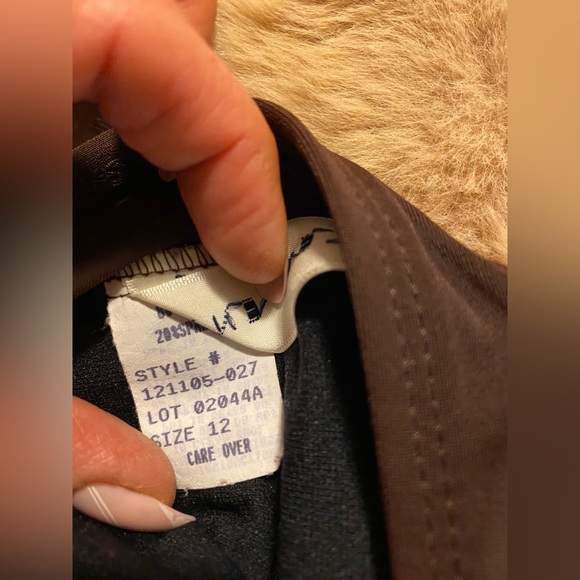 STYLE #
121105-027
LOT 02044A
SIZE 12
CARE OVER